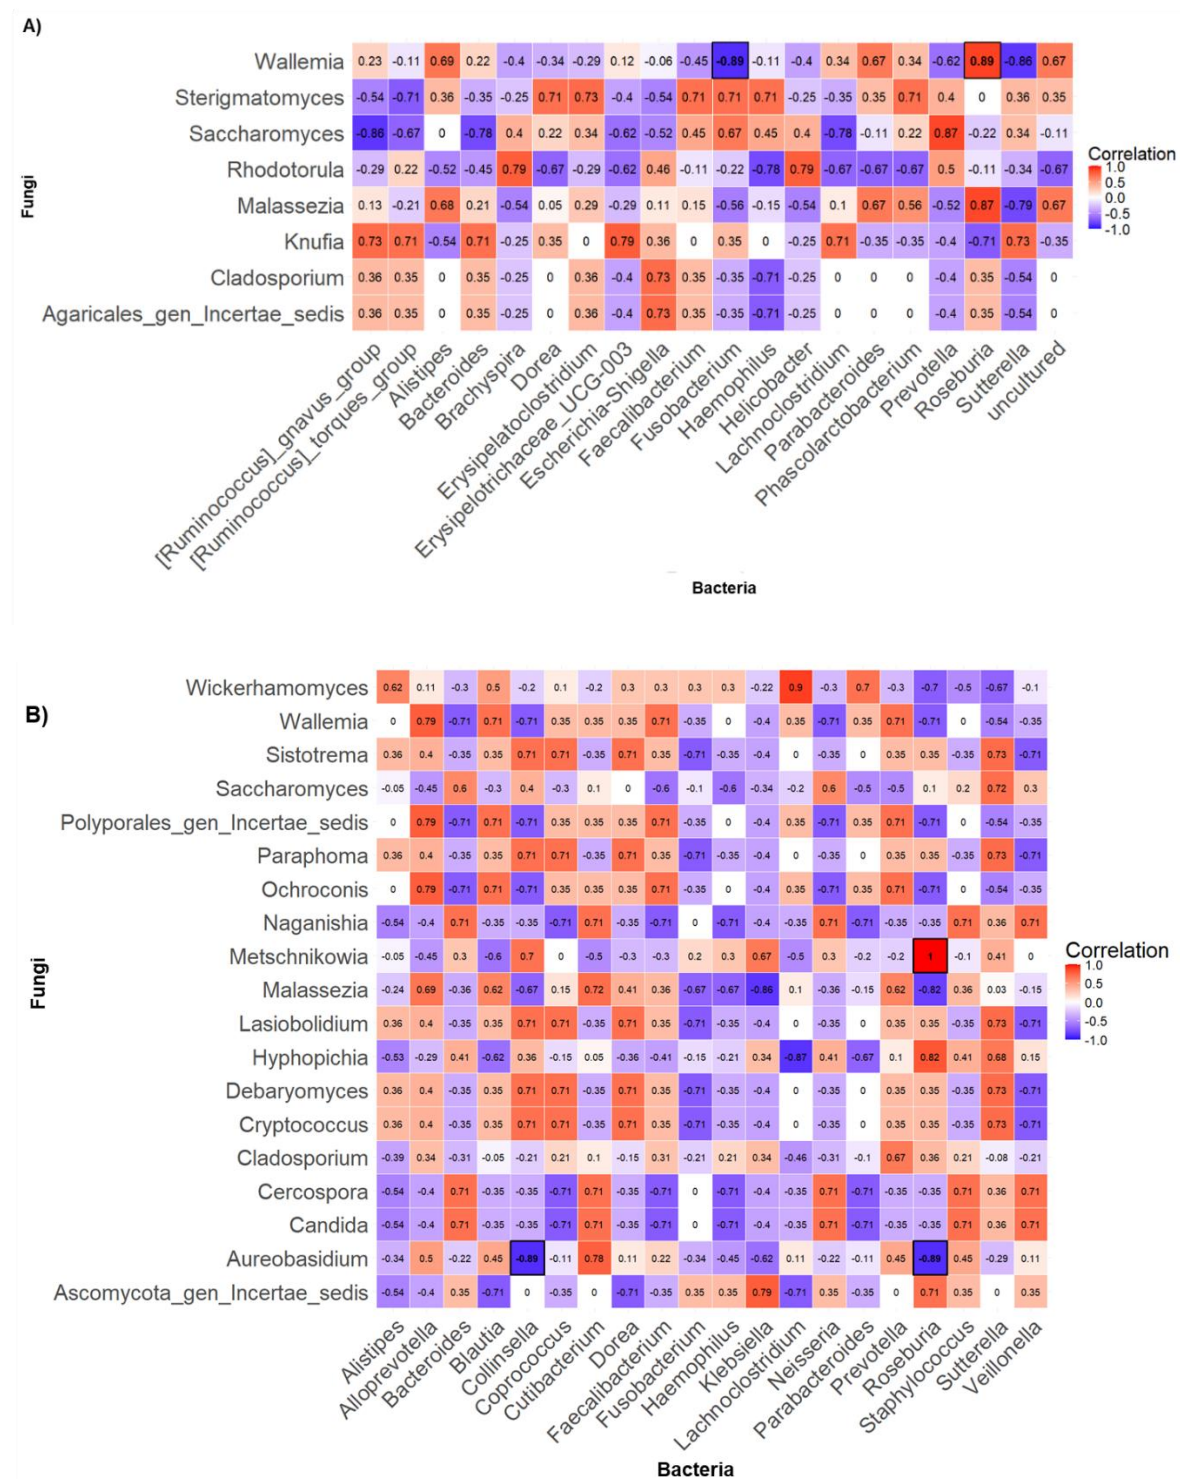 A)
Wallemia 0.23 -0.11 0.69 0.22 -0.4 -0.34 -0.29 0.12 -0.06 -0.45 -0.89 -0.11 -0.4 0.34 0.67 0.34 -0.62 0.89 -0.86 0.67
Sterigmatomyces -0.54 -0.71 0.36 -0.35 -0.25 0.71 0.73 -0.4 -0.54 0.71 0.71 0.71 -0.25 -0.35 0.35 0.71 0.4 0 0.36 0.35
Saccharomyces -0.86 -0.67 0 -0.78 0.4 0.22 0.34 -0.62 -0.52 0.45 0.67 0.45 0.4 -0.78 -0.11 0.22 0.87 -0.22 0.34 -0.11
Rhodotorula -0.29 0.22 -0.52 -0.45 0.79 -0.67 -0.29 -0.62 0.46 -0.11 -0.22 -0.78 0.79 -0.67 -0.67 -0.67 0.5 -0.11 -0.34 -0.67
Malassezia 0.13 -0.21 0.68 0.21 -0.54 0.05 0.29 -0.29 0.11 0.15 -0.56 -0.15 -0.54 0.1 0.67 0.56 -0.52 0.87 -0.79 0.67
Knufia 0.73 0.71 -0.54 0.71 -0.25 0.35 0 0.79 0.36 0 0.35 0 -0.25 0.71 -0.35 -0.35 -0.4 -0.71 0.73 -0.35
Cladosporium 0.36 0.35 0 0.35 -0.25 0 0.36 -0.4 0.73 0.35 -0.35 -0.71 -0.25 0 0 0 -0.4 0.35 -0.54 0
Agaricales_gen_Incertae_sedis 0.36 0.35 0 0.35 -0.25 0 0.36 -0.4 0.73 0.35 -0.35 -0.71 -0.25 0 0 0 -0.4 0.35 -0.54 0
Fungi
Correlation
1.0
0.5
0.0
-0.5
-1.0
[Ruminococcus]_gnavus_group
[Ruminococcus]_torques_group
Alistipes
Bacteroides
Brachyspira
Dorea
Erysipelatoclostridium
Erysipelotrichaceae_UCG-003
Escherichia-Shigella
Faecalibacterium
Fusobacterium
Haemophilus
Helicobacter
Lachnoclostridium
Parabacteroides
Phascolarctobacterium
Prevotella
Roseburia
Sutterella
uncultured
Bacteria
B)
Wickerhamomyces 0.62 0.11 -0.3 0.5 -0.2 0.1 -0.2 0.3 0.3 0.3 0.3 -0.22 0.9 -0.3 0.7 -0.3 -0.7 -0.5 -0.67 -0.1
Wallemia 0 0.79 -0.71 0.71 -0.71 0.35 0.35 0.35 0.71 -0.35 0 -0.4 0.35 -0.71 0.35 0.71 -0.71 0 -0.54 -0.35
Sistotrema 0.36 0.4 -0.35 0.35 0.71 0.71 -0.35 0.71 0.35 -0.71 -0.35 -0.4 0 -0.35 0 0.35 0.35 -0.35 0.73 -0.71
Saccharomyces -0.05 -0.45 0.6 -0.3 0.4 -0.3 0.1 0 -0.6 -0.1 -0.6 -0.34 -0.2 0.6 -0.5 -0.5 0.1 0.2 0.72 0.3
Polyporales_gen_Incertae_sedis 0 0.79 -0.71 0.71 -0.71 0.35 0.35 0.35 0.71 -0.35 0 -0.4 0.35 -0.71 0.35 0.71 -0.71 0 -0.54 -0.35
Paraphoma 0.36 0.4 -0.35 0.35 0.71 0.71 -0.35 0.71 0.35 -0.71 -0.35 -0.4 0 -0.35 0 0.35 0.35 -0.35 0.73 -0.71
Ochroconis 0 0.79 -0.71 0.71 -0.71 0.35 0.35 0.35 0.71 -0.35 0 -0.4 0.35 -0.71 0.35 0.71 -0.71 0 -0.54 -0.35
Naganishia -0.54 -0.4 0.71 -0.35 -0.35 -0.71 0.71 -0.35 -0.71 0 -0.71 -0.4 -0.35 0.71 -0.71 -0.35 -0.35 0.71 0.36 0.71
Metschnikowia -0.05 -0.45 0.3 -0.6 0.7 0 -0.5 -0.3 -0.3 0.2 0.3 0.67 -0.5 0.3 -0.2 -0.2 1 -0.1 0.41 0
Malassezia -0.24 0.69 -0.36 0.62 -0.67 0.15 0.72 0.41 0.36 -0.67 -0.67 -0.86 0.1 -0.36 -0.15 0.62 -0.82 0.36 0.03 -0.15
Lasiobolidium 0.36 0.4 -0.35 0.35 0.71 0.71 -0.35 0.71 0.35 -0.71 -0.35 -0.4 0 -0.35 0 0.35 0.35 -0.35 0.73 -0.71
Hyphopichia -0.53 -0.29 0.41 -0.62 0.36 -0.15 0.05 -0.36 -0.41 -0.15 -0.21 0.34 -0.87 0.41 -0.67 0.1 0.82 0.41 0.68 0.15
Debaryomyces 0.36 0.4 -0.35 0.35 0.71 0.71 -0.35 0.71 0.35 -0.71 -0.35 -0.4 0 -0.35 0 0.35 0.35 -0.35 0.73 -0.71
Cryptococcus 0.36 0.4 -0.35 0.35 0.71 0.71 -0.35 0.71 0.35 -0.71 -0.35 -0.4 0 -0.35 0 0.35 0.35 -0.35 0.73 -0.71
Cladosporium -0.39 0.34 -0.31 -0.05 -0.21 0.21 0.1 -0.15 0.31 -0.21 0.21 0.34 -0.46 -0.31 -0.1 0.67 0.36 0.21 -0.08 -0.21
Cercospora -0.54 -0.4 0.71 -0.35 -0.35 -0.71 0.71 -0.35 -0.71 0 -0.71 -0.4 -0.35 0.71 -0.71 -0.35 -0.35 0.71 0.36 0.71
Candida -0.54 -0.4 0.71 -0.35 -0.35 -0.71 0.71 -0.35 -0.71 0 -0.71 -0.4 -0.35 0.71 -0.71 -0.35 -0.35 0.71 0.36 0.71
Aureobasidium -0.34 0.5 -0.22 0.45 -0.89 -0.11 0.78 0.11 0.22 -0.34 -0.45 -0.62 0.11 -0.22 -0.11 0.45 -0.89 0.45 -0.29 0.11
Ascomycota_gen_Incertae_sedis -0.54 -0.4 0.35 -0.71 0 -0.35 0 -0.71 -0.35 0.35 0.35 0.79 -0.71 0.35 -0.35 0 0.71 0.35 0 0.35
Fungi
Correlation
1.0
0.5
0.0
-0.5
-1.0
Alistipes
Alloprevotella
Bacteroides
Blautia
Collinsella
Coprococcus
Cutibacterium
Dorea
Faecalibacterium
Fusobacterium
Haemophilus
Klebsiella
Lachnoclostridium
Neisseria
Parabacteroides
Prevotella
Roseburia
Staphylococcus
Sutterella
Veillonella
Bacteria